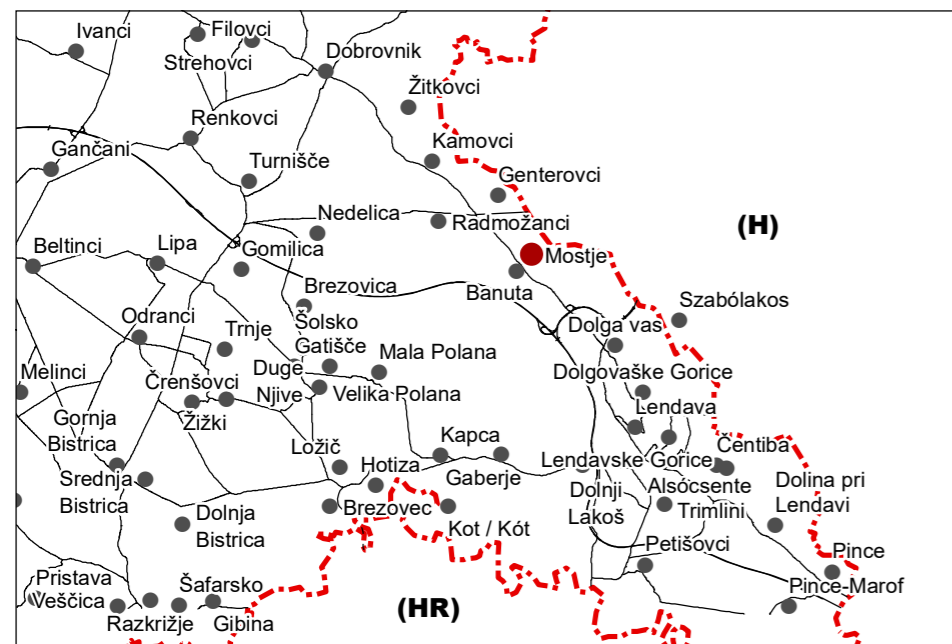 Ivanci
Filovci
Strehovci
Dobrovnik
Žitkovci
Renkovci
Kamovci
Gančani
Turnišče
Genterovci
Nedelica
Radmožanci
(H)
Beltinci
Lipa
Gomilica
Mostje
Banuta
Brezovica
Szabólakos
Odranci
Trnje
Šolsko
Gatišče
Mala Polana
Dolga vas
Melinci
Črenšovci
Duge
Njive
Velika Polana
Dolgovaške Gorice
Žižki
Lendava
Gornja
Bistrica
Ložič
Kapca
Čentiba
Srednja
Bistrica
Hotiza
Gaberje
Lendavske Gorice
Dolnji
Lakoš
Alsócsente
Trimlini
Dolina pri
Lendavi
Dolnja
Bistrica
Brezovec
Kot / Kót
Petišovci
Pince
Pristava
Veščica
Šafarsko
Pince-Marof
Razkrižje
Gibina
(HR)